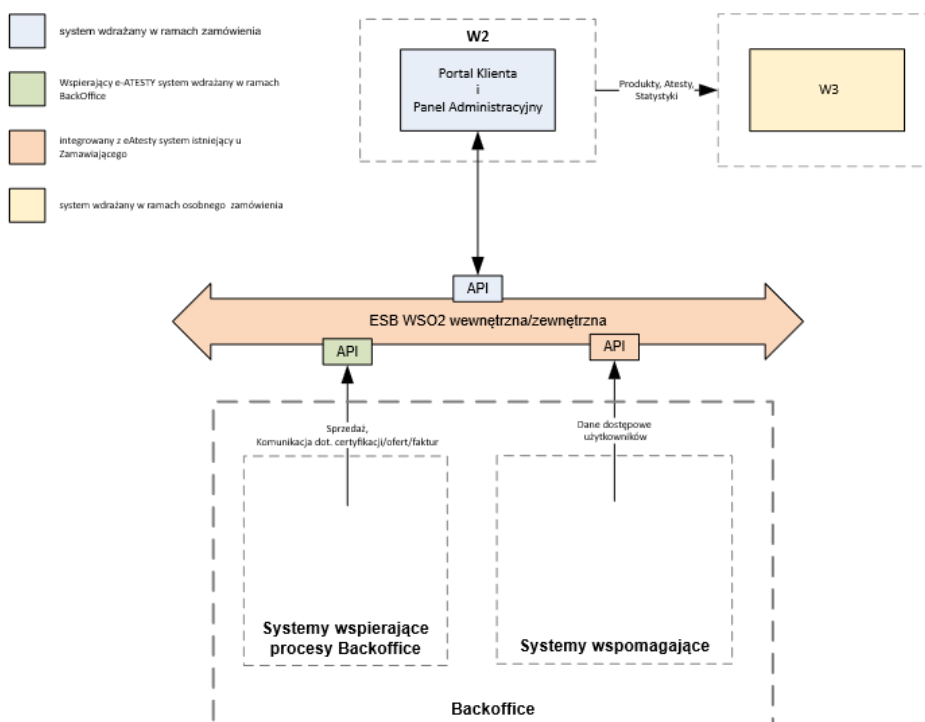 system wdrażany w ramach zamówienia
Wspierający e-ATESTY system wdrażany w ramach
BackOffice
integrowany z eAtesty system istniejący u
Zamawiającego
system wdrażany w ramach osobnego zamówienia
W2
Portal Klienta
i
Panel Administracyjny
Produkty, Atesty,
Statystyki
W3
API
ESB WSO2 wewnętrzna/zewnętrzna
API
API
Sprzedaż,
Komunikacja dot. certyfikacji/ofert/faktur
Dane dostępowe
użytkowników
Systemy wspierające
procesy Backoffice
Systemy wspomagające
Backoffice